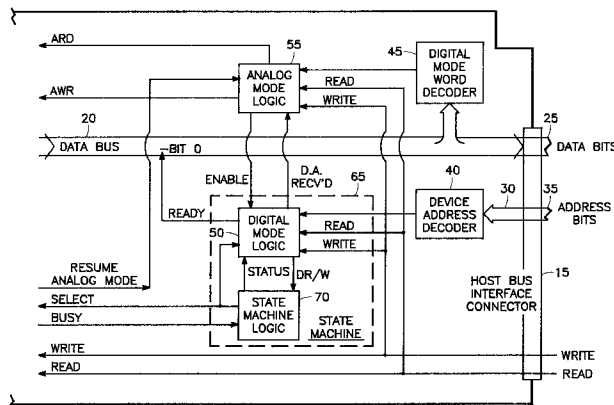 ARD
55
45
DIGITAL
MODE
WORD
DECODER
ANALOG
MODE
LOGIC
READ
WRITE
AWR
20
25
DATA BUS
BIT 0
DATA BITS
D.A.
RECV'D
65
ENABLE
40
30
35
READY
DIGITAL
MODE
LOGIC
DEVICE
ADDRESS
DECODER
ADDRESS
BITS
50
READ
WRITE
15
RESUME
ANALOG MODE
STATUS
DR/W
HOST BUS
INTERFACE
CONNECTOR
SELECT
70
STATE
MACHINE
LOGIC
BUSY
STATE
MACHINE
WRITE
WRITE
READ
READ